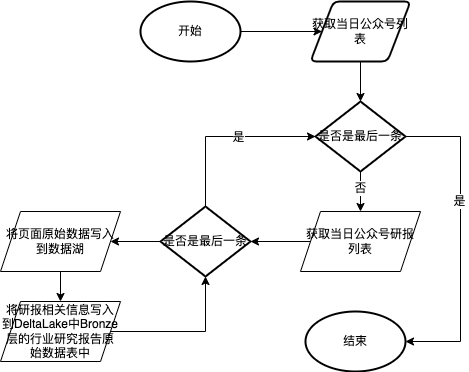 开始
获取当日公众号列
表
是否是最后一条
是
否
是
将页面原始数据写入
到数据湖
是否是最后一条
获取当日公众号研报
列表
将研报相关信息写入
到DeltaLake中Bronze
层的行业研究报告原
始数据表中
结束